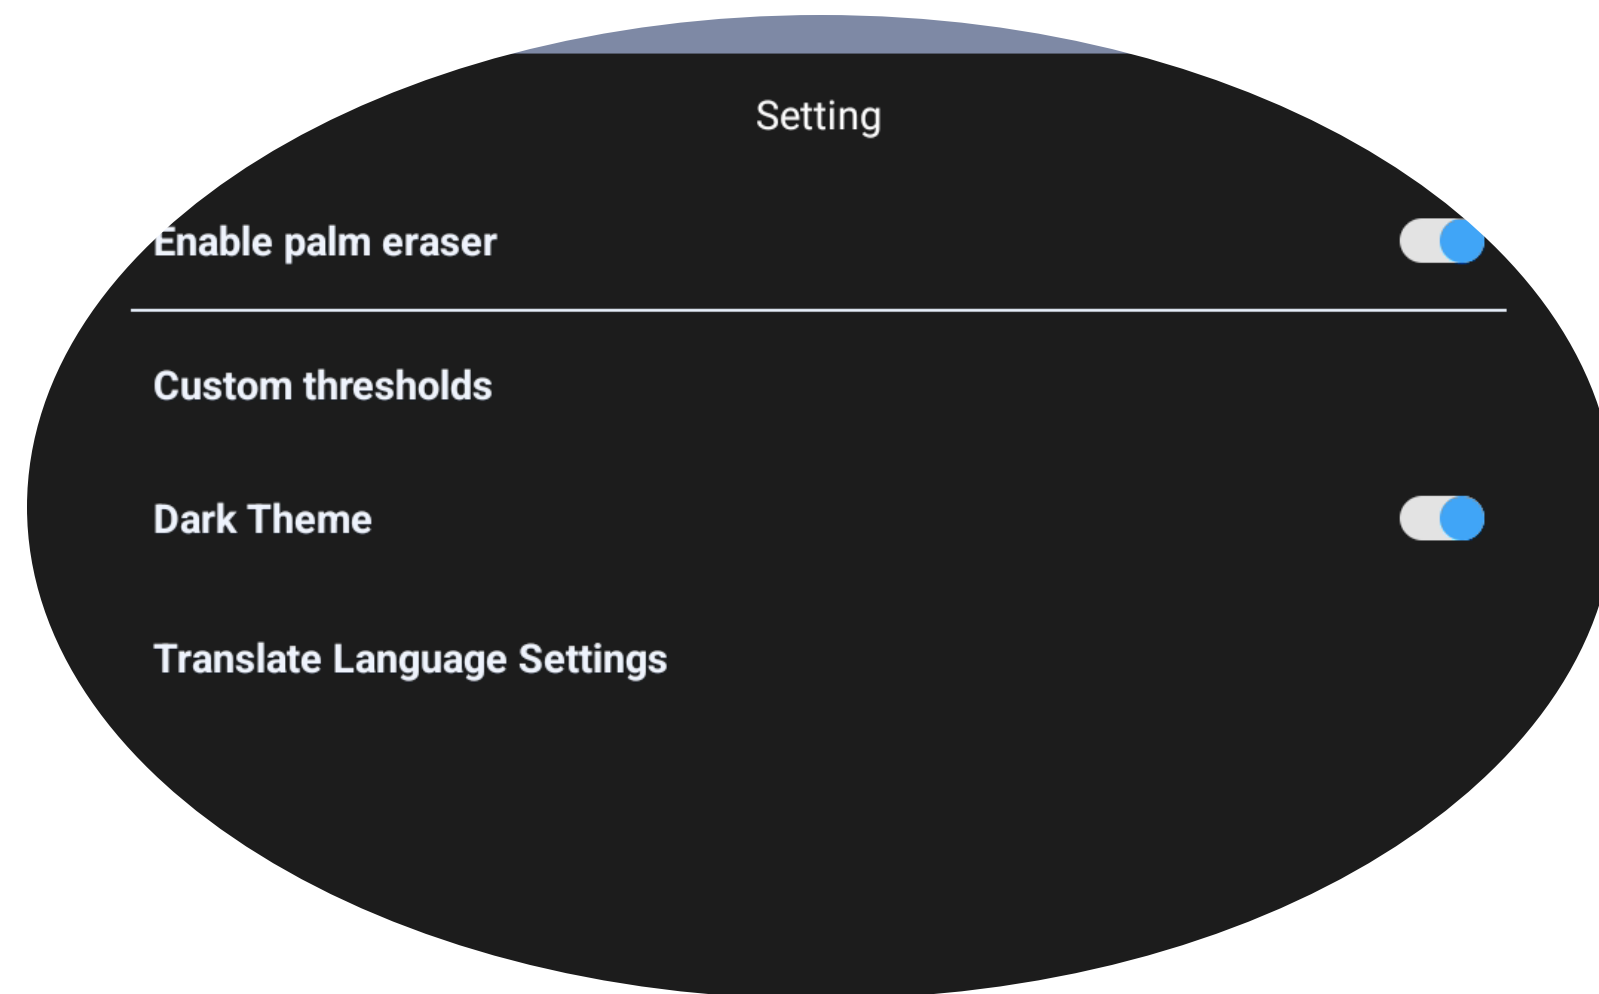 Setting
Enable palm eraser
Custom thresholds
Dark Theme
Translate Language Settings